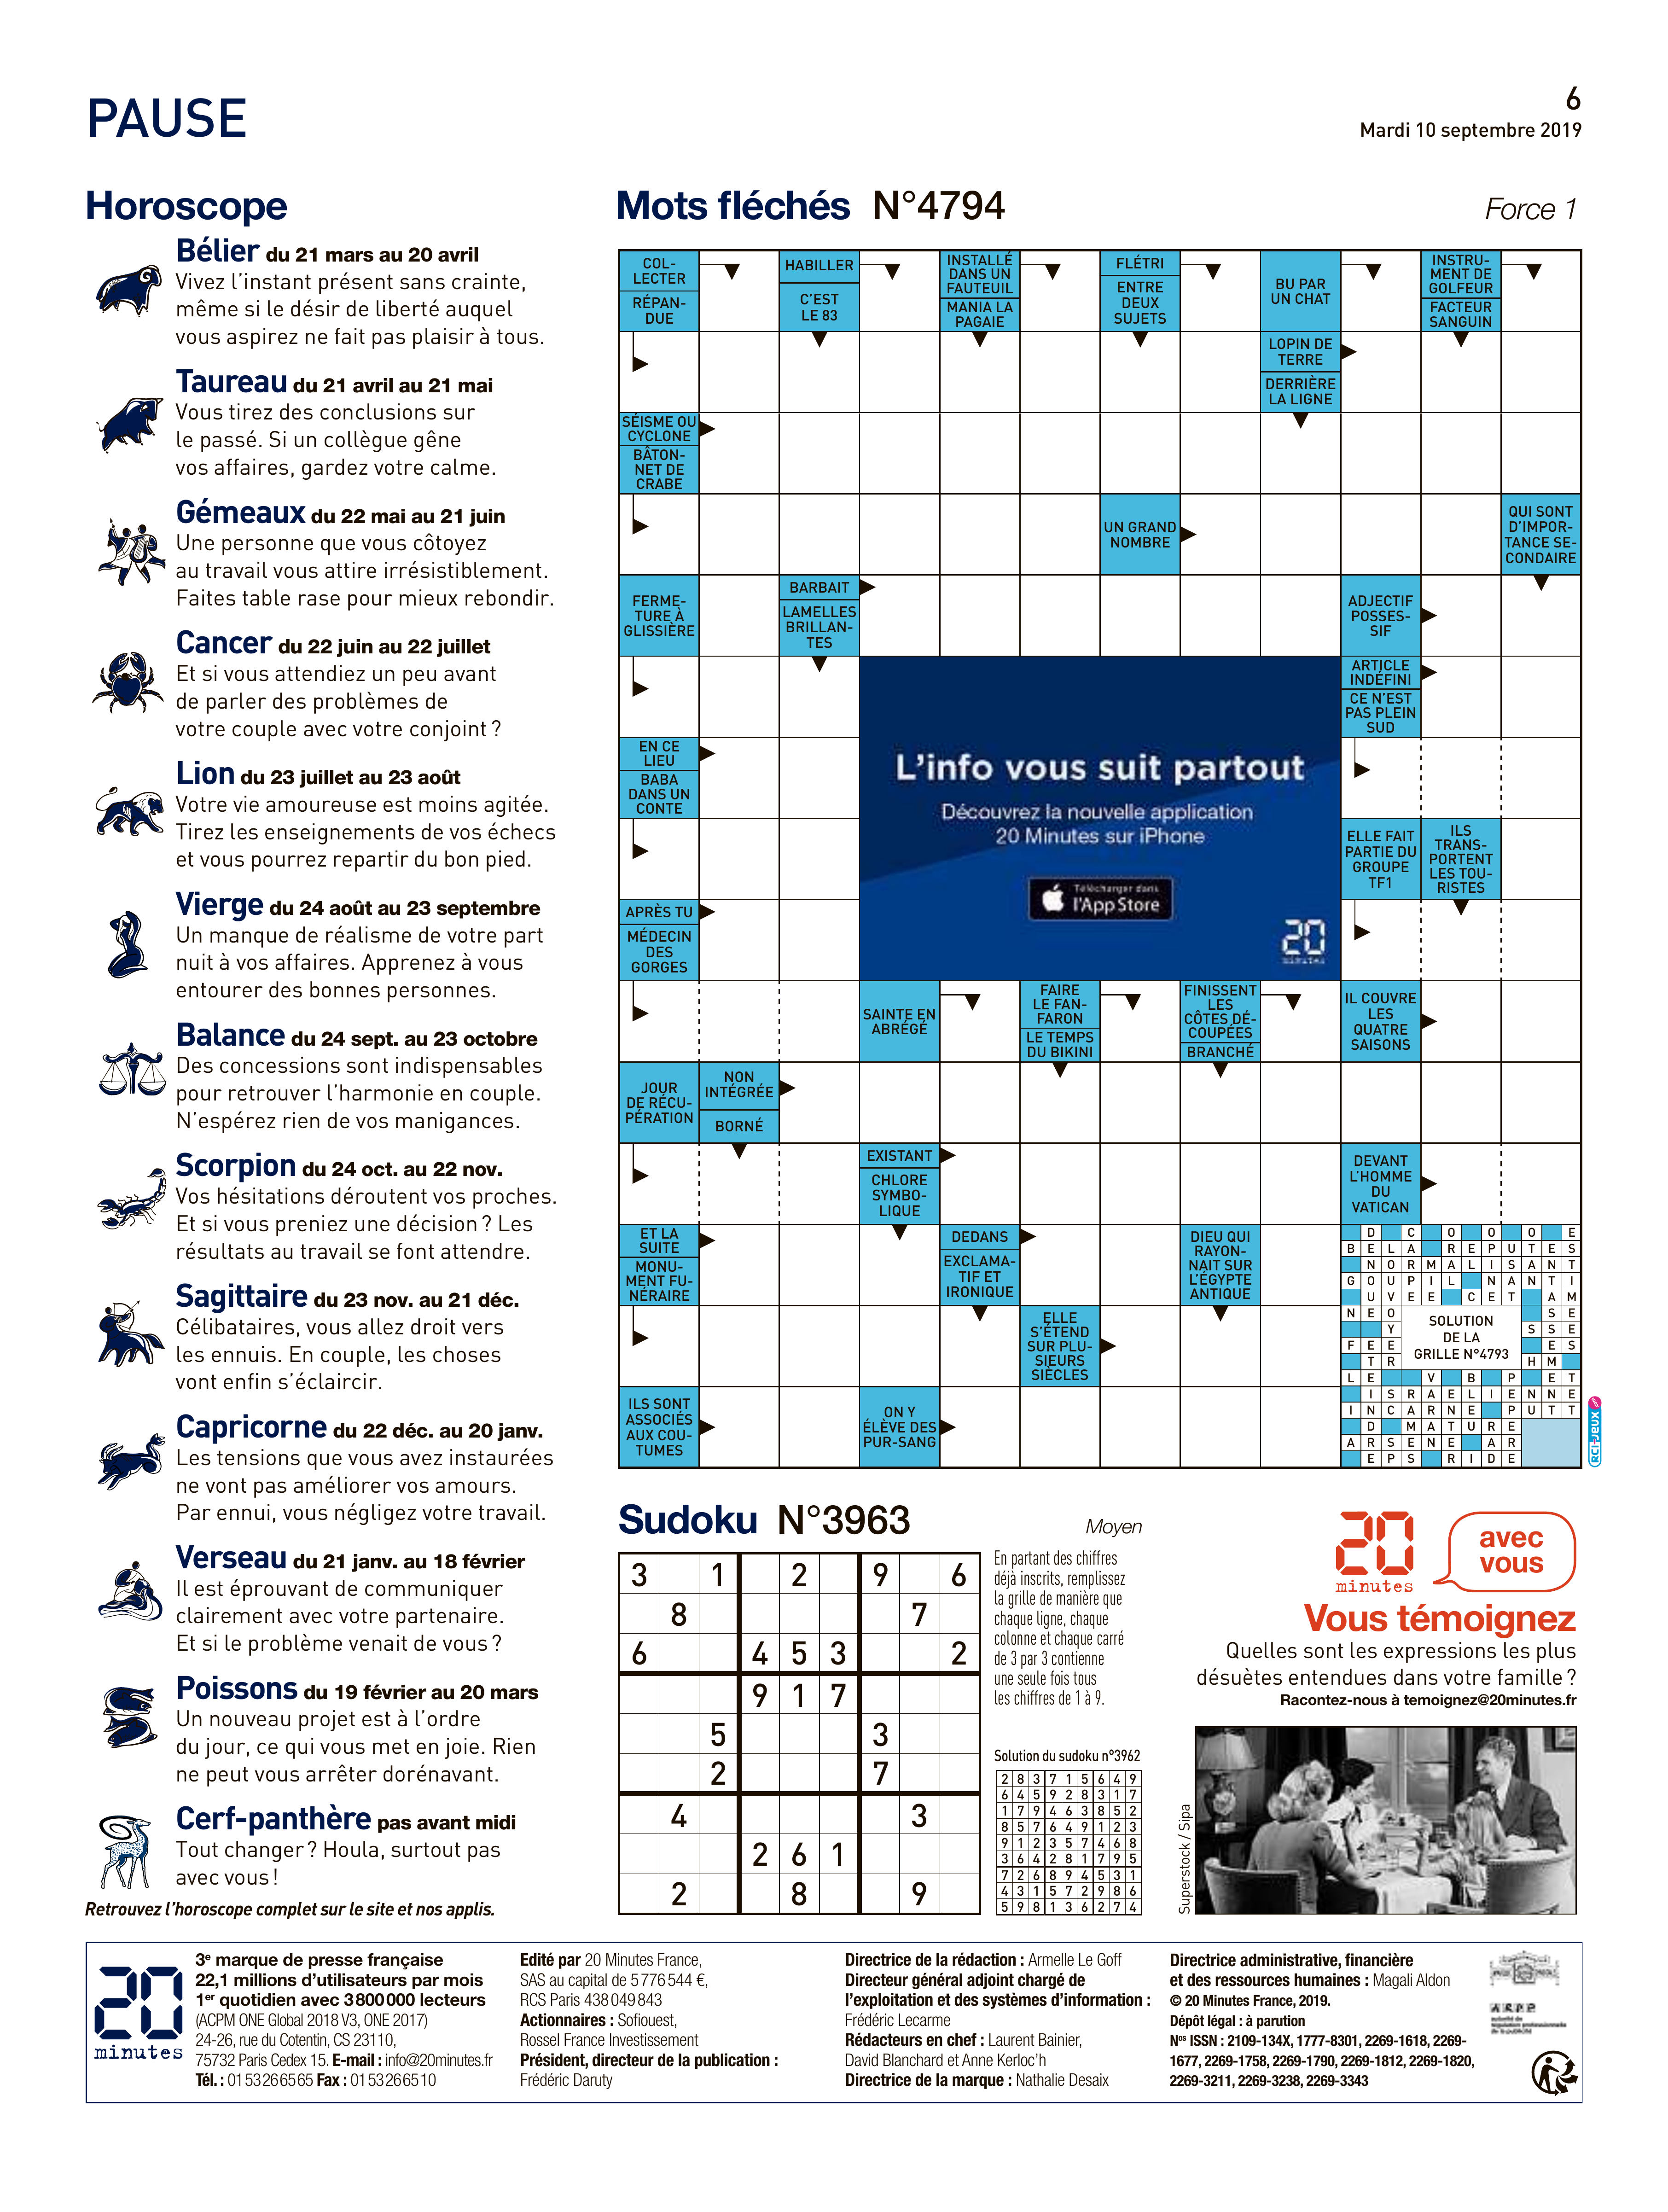 PAUSE
6
Mardi 10 septembre 2019
Horoscope
Bélier du 21 mars au 20 avril
Vivez l’instant présent sans crainte,
même si le désir de liberté auquel
vous aspirez ne fait pas plaisir à tous.
Taureau du 21 avril au 21 mai
Vous tirez des conclusions sur
le passé. Si un collègue gêne
vos affaires, gardez votre calme.
Gémeaux du 22 mai au 21 juin
Une personne que vous côtoyez
au travail vous attire irrésistiblement.
Faites table rase pour mieux rebondir.
Cancer du 22 juin au 22 juillet
Et si vous attendiez un peu avant
de parler des problèmes de
votre couple avec votre conjoint ?
Lion du 23 juillet au 23 août
Votre vie amoureuse est moins agitée.
Tirez les enseignements de vos échecs
et vous pourrez repartir du bon pied.
Vierge du 24 août au 23 septembre
Un manque de réalisme de votre part
nuit à vos affaires. Apprenez à vous
entourer des bonnes personnes.
Balance du 24 sept. au 23 octobre
Des concessions sont indispensables
pour retrouver l’harmonie en couple.
N’espérez rien de vos manigances.
Scorpion du 24 oct. au 22 nov.
Vos hésitations déroutent vos proches.
Et si vous preniez une décision ? Les
résultats au travail se font attendre.
Sagittaire du 23 nov. au 21 déc.
Célibataires, vous allez droit vers
les ennuis. En couple, les choses
vont enfin s’éclaircir.
Capricorne du 22 déc. au 20 janv.
Les tensions que vous avez instaurées
ne vont pas améliorer vos amours.
Par ennui, vous négligez votre travail.
Verseau du 21 janv. au 18 février
Il est éprouvant de communiquer
clairement avec votre partenaire.
Et si le problème venait de vous ?
Poissons du 19 février au 20 mars
Un nouveau projet est à l’ordre
du jour, ce qui vous met en joie. Rien
ne peut vous arrêter dorénavant.
Cerf-panthère pas avant midi
Tout changer ? Houla, surtout pas
avec vous !
Retrouvez l’horoscope complet sur le site et nos applis.
Mots fléchés N°4794
Force 1
COL-
LECTER
RÉPAN-
DUE
HABILLER
C’EST
LE 83
INSTALLÉ
DANS UN
FAUTEUIL
MANIA LA
PAGAIE
FLÉTRI
ENTRE
DEUX
SUJETS
BU PAR
UN CHAT
INSTRU-
MENT DE
GOLFEUR
FACTEUR
SANGUIN
LOPIN DE
TERRE
DERRIÈRE
LA LIGNE
SÉISME OU
CYCLONE
BÂTON-
NET DE
CRABE
UN GRAND
NOMBRE
QUI SONT
D’IMPOR-
TANCE SE-
CONDAIRE
FERME-
TURE À
GLISSIÈRE
BARBAIT
LAMELLES
BRILLAN-
TES
ADJECTIF
POSSES-
SIF
ARTICLE
INDÉFINI
CE N’EST
PAS PLEIN
SUD
EN CE
LIEU
BABA
DANS UN
CONTE
L’info vous suit partout
Découvrez la nouvelle application
20 Minutes sur iPhone
Télécharger dans
l’App Store
20
minutes
ELLE FAIT
PARTIE DU
GROUPE
TF1
ILS
TRANS-
PORTENT
LES TOU-
RISTES
APRÈS TU
MÉDECIN
DES
GORGES
SAINTE EN
ABRÉGÉ
FAIRE
LE FAN-
FARON
LE TEMPS
DU BIKINI
FINISSENT
LES
CÔTES DÉ-
COUPÉES
BRANCHÉ
IL COUVRE
LES
QUATRE
SAISONS
JOUR
DE RÉCU-
PÉRATION
NON
INTÉGRÉE
BORNÉ
EXISTANT
CHLORE
SYMBO-
LIQUE
DEVANT
L’HOMME
DU
VATICAN
ET LA
SUITE
MONU-
MENT FU-
NÉRAIRE
DEDANS
EXCLAMA-
TIF ET
IRONIQUE
DIEU QUI
RAYON-
NAIT SUR
L’ÉGYPTE
ANTIQUE
ELLE
S’ÉTEND
SUR PLU-
SIEURS
SIÈCLES
ILS SONT
ASSOCIÉS
AUX COU-
TUMES
ON Y
ÉLÈVE DES
PUR-SANG
D C O O O E
B E L A R E P U T E S
N O R M A L I S A N T
G O U P I L N A N T I
U V E E C E T A M
N E O S E
Y S S E
F E E E S
T R H M
L E V B P E T
I S R A E L I E N N E
I N C A R N E P U T T
D M A T U R E
A R S E N E A R
E P S R I D E
SOLUTION
DE LA
GRILLE N°4793
RCI-JEUX
Sudoku N°3963
Moyen
3 1 2 9 6
8 7
6 4 5 3 2
9 1 7
5 3
2 7
4 3
2 6 1
2 8 9
En partant des chiffres
déjà inscrits, remplissez
la grille de manière que
chaque ligne, chaque
colonne et chaque carré
de 3 par 3 contienne
une seule fois tous
les chiffres de 1 à 9.
Solution du sudoku n°3962
2 8 3 7 1 5 6 4 9
6 4 5 9 2 8 3 1 7
1 7 9 4 6 3 8 5 2
8 5 7 6 4 9 1 2 3
9 1 2 3 5 7 4 6 8
3 6 4 2 8 1 7 9 5
7 2 6 8 9 4 5 3 1
4 3 1 5 7 2 9 8 6
5 9 8 1 3 6 2 7 4
20
minutes
avec
vous
Vous témoignez
Quelles sont les expressions les plus
désuètes entendues dans votre famille ?
Racontez-nous à temoignez@20minutes.fr
Superstock / Sipa
20
minutes
3e marque de presse française
22,1 millions d’utilisateurs par mois
1er quotidien avec 3 800 000 lecteurs
(ACPM ONE Global 2018 V3, ONE 2017)
24-26, rue du Cotentin, CS 23110,
75732 Paris Cedex 15. E-mail : info@20minutes.fr
Tél. : 01 53 26 65 65 Fax : 01 53 26 65 10
Edité par 20 Minutes France,
SAS au capital de 5 776 544 €,
RCS Paris 438 049 843
Actionnaires : Sofiouest,
Rossel France Investissement
Président, directeur de la publication :
Frédéric Daruty
Directrice de la rédaction : Armelle Le Goff
Directeur général adjoint chargé de
l’exploitation et des systèmes d’information :
Frédéric Lecarme
Rédacteurs en chef : Laurent Bainier,
David Blanchard et Anne Kerloc’h
Directrice de la marque : Nathalie Desaix
Directrice administrative, financière
et des ressources humaines : Magali Aldon
© 20 Minutes France, 2019.
Dépôt légal : à parution
Nos ISSN : 2109-134X, 1777-8301, 2269-1618, 2269-
1677, 2269-1758, 2269-1790, 2269-1812, 2269-1820,
2269-3211, 2269-3238, 2269-3343
ARPP